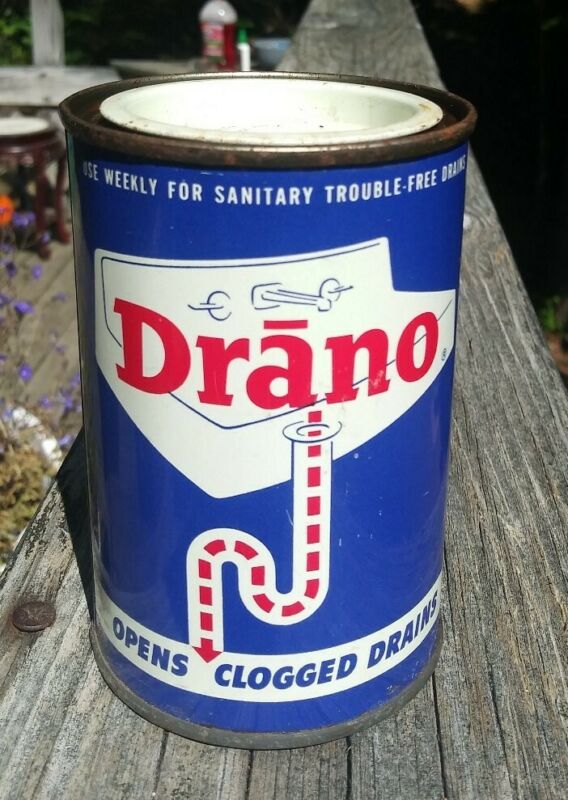 USE WEEKLY FOR SANITARY TROUBLE-FREE DRAINS
Drāno®
OPENS CLOGGED DRAINS